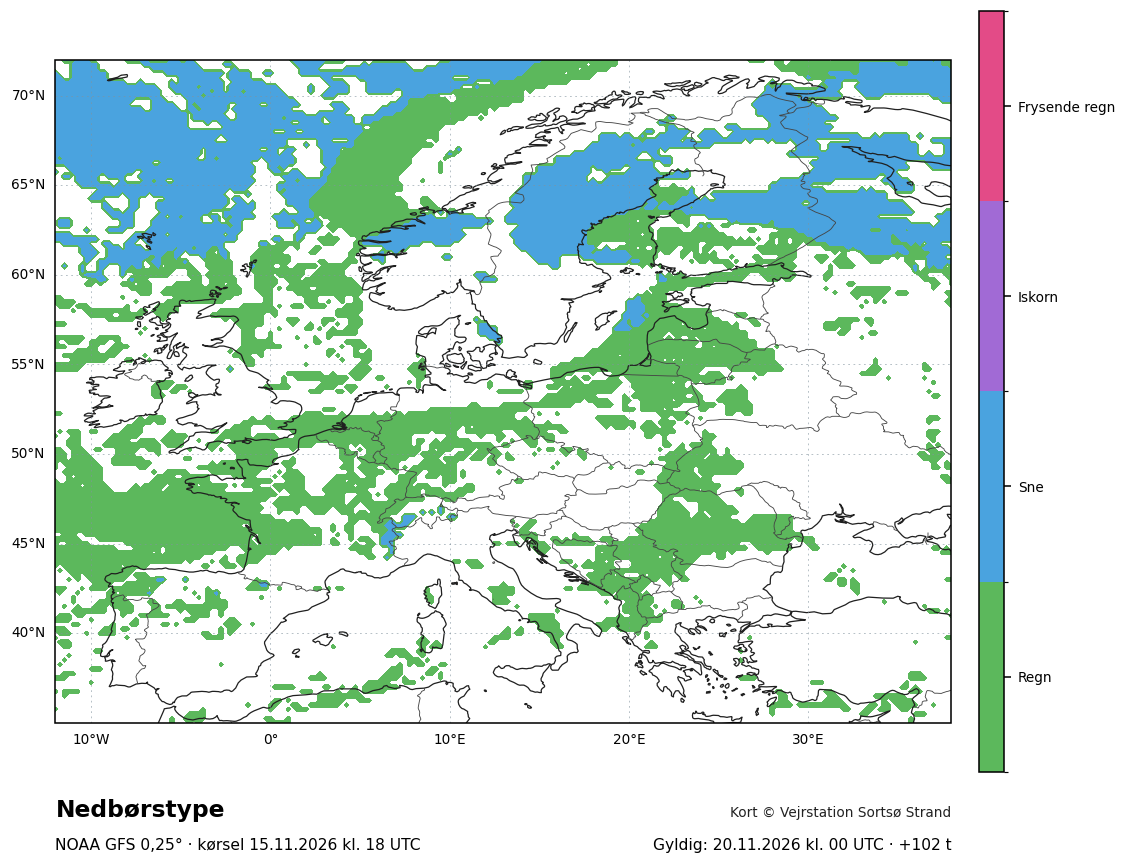 70°N
65°N
60°N
55°N
50°N
45°N
40°N
10°W
0°
10°E
20°E
30°E
Frysende regn
Iskorn
Sne
Regn
Nedbørstype
Kort © Vejrstation Sortsø Strand
NOAA GFS 0,25° · kørsel 15.11.2026 kl. 18 UTC
Gyldig: 20.11.2026 kl. 00 UTC · +102 t